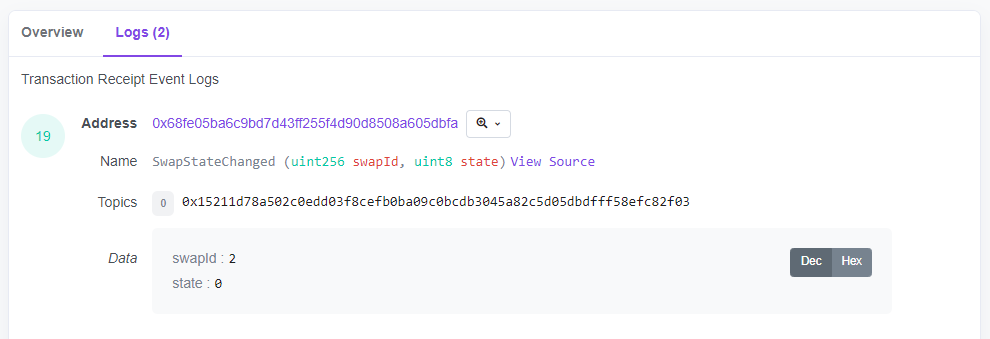 Overview Logs (2)
Transaction Receipt Event Logs
19 Address 0x68fe05ba6c9bd7d43ff255f4d90d8508a605dbfa
Name SwapStateChanged (uint256 swapId, uint8 state) View Source
Topics 0 0x15211d78a502c0edd03f8cefb0ba09c0bcdb3045a82c5d05dbdfff58efc82f03
Data swapId : 2 Dec Hex
state : 0